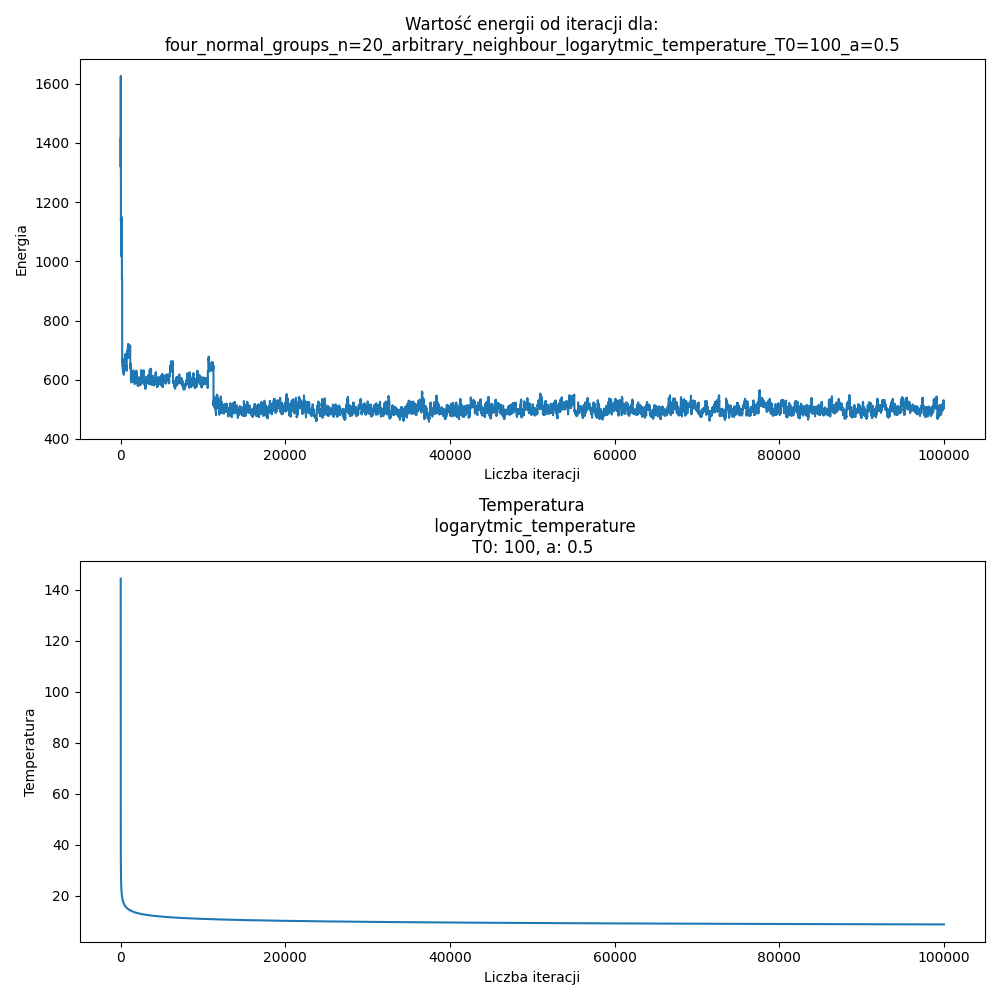 Wartość energii od iteracji dla:
four_normal_groups_n=20_arbitrary_neighbour_logarytmic_temperature_T0=100_a=0.5
1600
1400
1200
1000
800
600
400
Energia
0
20000
40000
60000
80000
100000
Liczba iteracji
Temperatura
logarytmic_temperature
T0: 100, a: 0.5
140
120
100
80
60
40
20
Temperatura
0
20000
40000
60000
80000
100000
Liczba iteracji